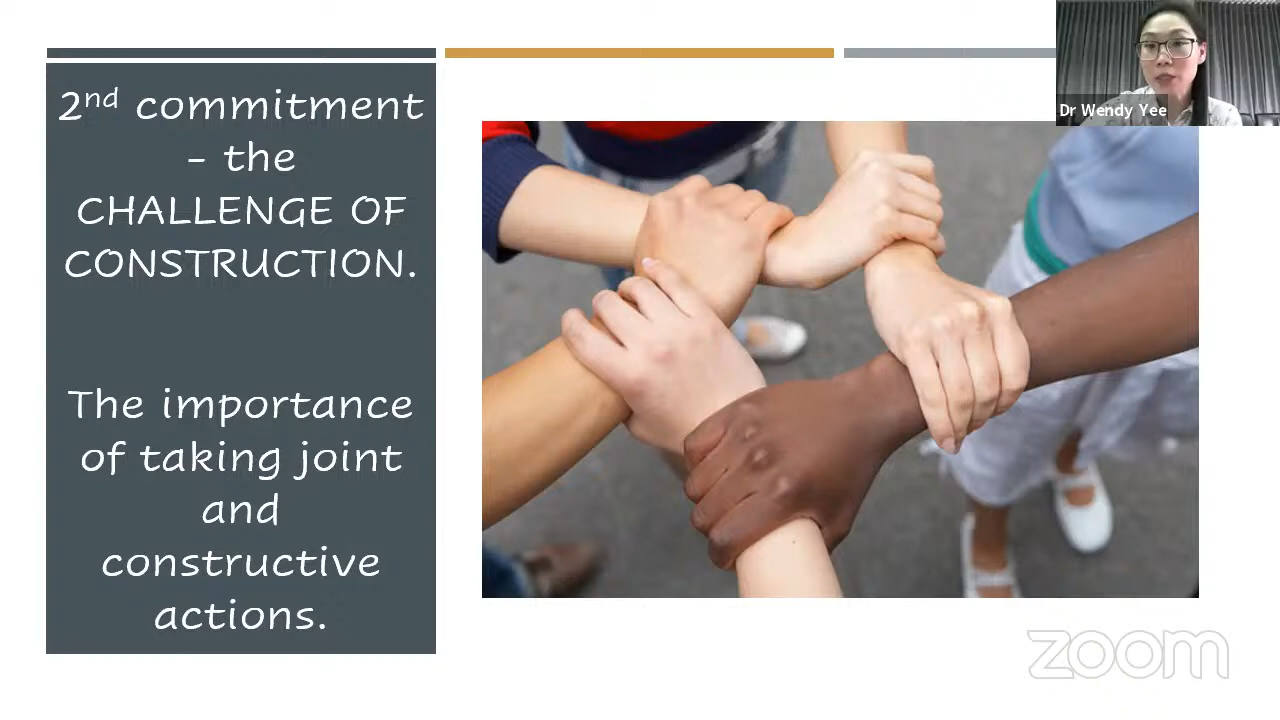 2nd commitment
– the
CHALLENGE OF
CONSTRUCTION.
The importance
of taking joint
and
constructive
actions.
Dr Wendy Yee
zoom